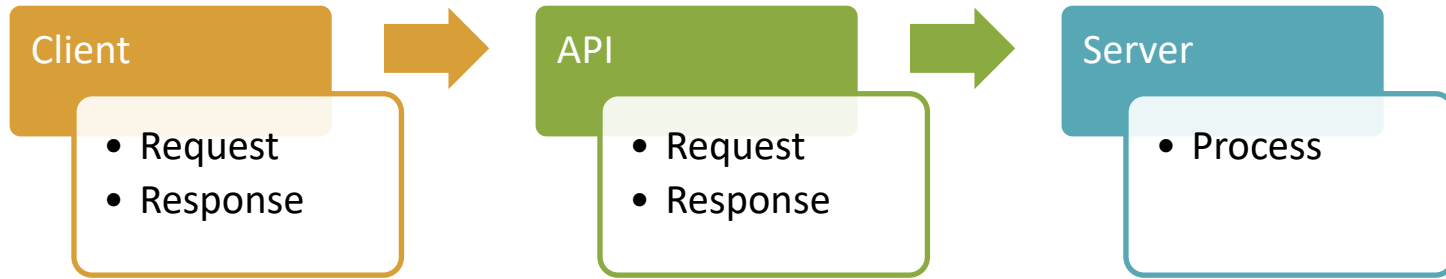 Client
• Request
• Response
API
• Request
• Response
Server
• Process